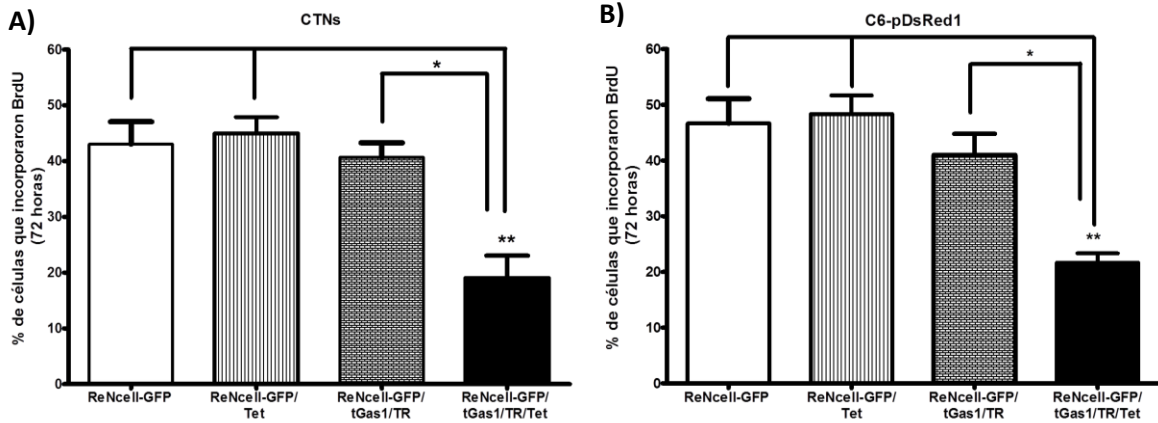 A)
CTNs
% de células que incorporaron BrdU
(72 horas)
60
50
40
30
20
10
0
*
**
ReNcell-GFP
ReNcell-GFP/
Tet
ReNcell-GFP/
tGas1/TR
ReNcell-GFP/
tGas1/TR/Tet
B)
C6-pDsRed1
% de células que incorporaron BrdU
(72 horas)
60
50
40
30
20
10
0
*
**
ReNcell-GFP
ReNcell-GFP/
Tet
ReNcell-GFP/
tGas1/TR
ReNcell-GFP/
tGas1/TR/Tet